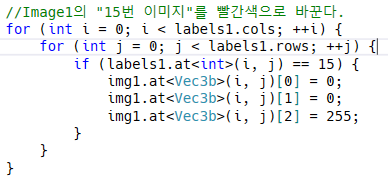 //Image1의 "15번 이미지"를 빨간색으로 바꾼다.
for (int i = 0; i < labels1.cols; ++i) {
    for (int j = 0; j < labels1.rows; ++j) {
        if (labels1.at<int>(i, j) == 15) {
            img1.at<Vec3b>(i, j)[0] = 0;
            img1.at<Vec3b>(i, j)[1] = 0;
            img1.at<Vec3b>(i, j)[2] = 255;
        }
    }
}